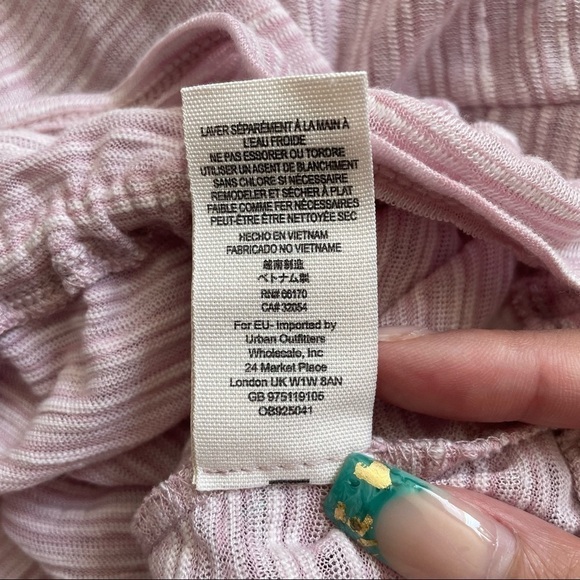 LAVER SÉPARÉMENT À LA MAIN À
L'EAU FROIDE
NE PAS ESSORER OU TORDRE
UTILISER UN AGENT DE BLANCHIMENT
SANS CHLORE SI NÉCESSAIRE
REMODELER ET SÉCHER À PLAT
FAIBLE COMME FER NÉCESSAIRES
PEUT-ÊTRE ÊTRE NETTOYÉE SEC
HECHO EN VIETNAM
FABRICADO NO VIETNAME
越南制造
ベトナム製
RN# 66170
CA# 32054
For EU- Imported by
Urban Outfitters
Wholesale, Inc
24 Market Place
London UK W1W 8AN
GB 975119106
OB925041